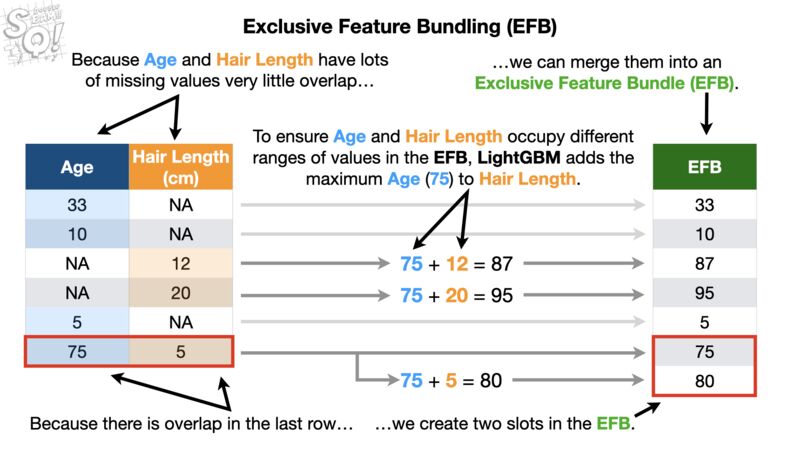 Exclusive Feature Bundling (EFB)
Because Age and Hair Length have lots
of missing values very little overlap…
…we can merge them into an
Exclusive Feature Bundle (EFB).
To ensure Age and Hair Length occupy different
ranges of values in the EFB, LightGBM adds the
maximum Age (75) to Hair Length.
Age Hair Length (cm) EFB
33 NA 33
10 NA 10
NA 12 75 + 12 = 87 87
NA 20 75 + 20 = 95 95
5 NA 5
75 5 75
75 + 5 = 80 80
Because there is overlap in the last row… …we create two slots in the EFB.